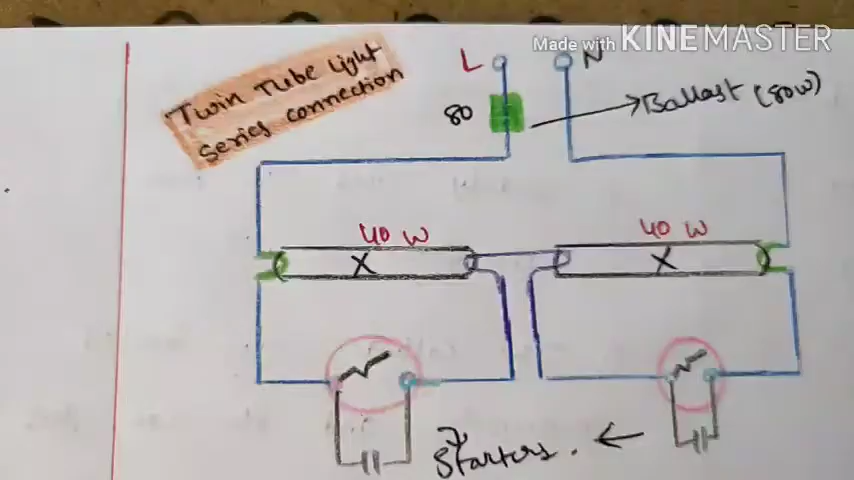 Made with KINEMASTER
Twin Tube Light
Series connection
L
N
80
Ballast (80W)
40 W
40 W
X
X
Starters.